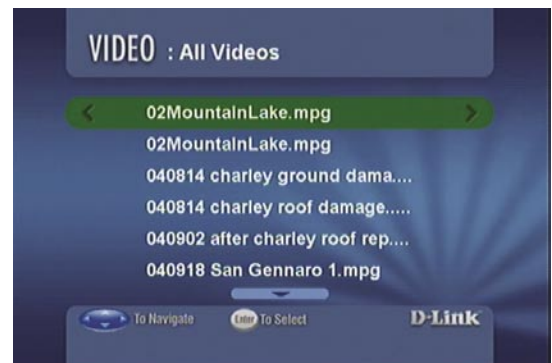 VIDEO : All Videos
02MountainLake.mpg
02MountainLake.mpg
040814 charley ground dama....
040814 charley roof damage.....
040902 after charley roof rep....
040918 San Gennaro 1.mpg
To Navigate Enter To Select D-Link